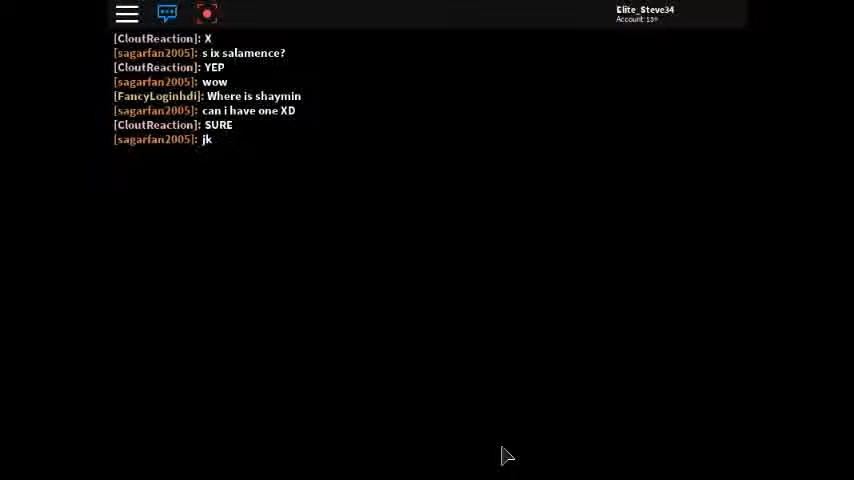 Elite_Steve34
Account: 13+
[CloutReaction]: X
[sagarfan2005]: s ix salamence?
[CloutReaction]: YEP
[sagarfan2005]: wow
[FancyLoginhdi]: Where is shaymin
[sagarfan2005]: can i have one XD
[CloutReaction]: SURE
[sagarfan2005]: jk